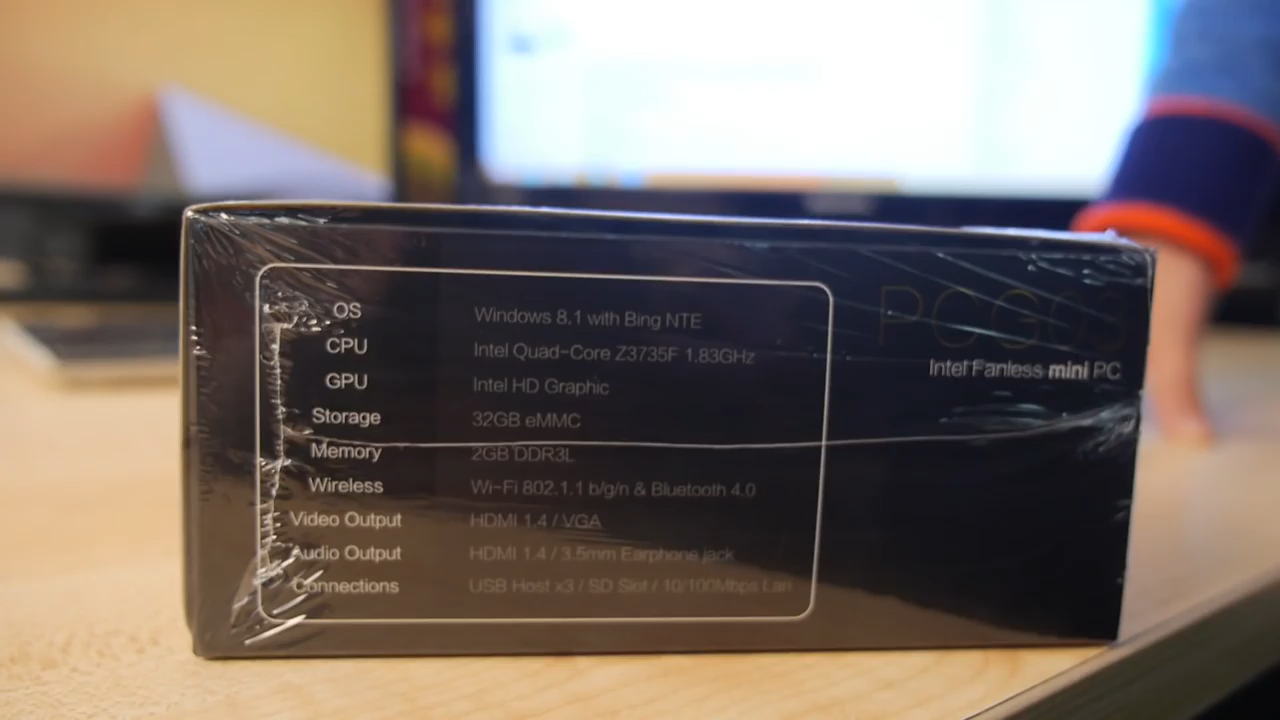 OS Windows 8.1 with Bing NTE
CPU Intel Quad-Core Z3735F 1.83GHz
GPU Intel HD Graphic
Storage 32GB eMMC
Memory 2GB DDR3L
Wireless Wi-Fi 802.1.1 b/g/n & Bluetooth 4.0
Video Output HDMI 1.4 / VGA
Audio Output HDMI 1.4 / 3.5mm Earphone jack
Connections USB Host x3 / SD Slot / 10/100Mbps Lan
PCG03
Intel Fanless mini PC